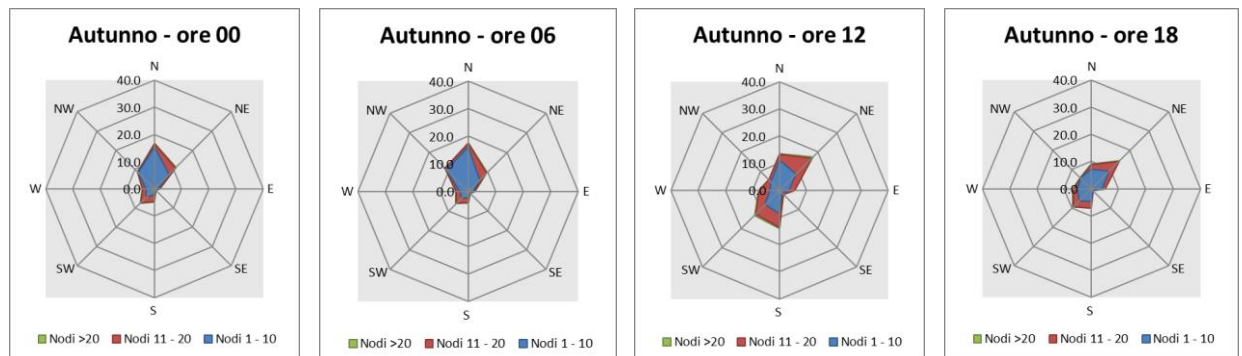 Autunno - ore 00
N
40.0
30.0
20.0
10.0
0.0
NE
E
SE
S
SW
W
NW
Nodi >20 Nodi 11 - 20 Nodi 1 - 10
Autunno - ore 06
N
40.0
30.0
20.0
10.0
0.0
NE
E
SE
S
SW
W
NW
Nodi >20 Nodi 11 - 20 Nodi 1 - 10
Autunno - ore 12
N
40.0
30.0
20.0
10.0
0.0
NE
E
SE
S
SW
W
NW
Nodi >20 Nodi 11 - 20 Nodi 1 - 10
Autunno - ore 18
N
40.0
30.0
20.0
10.0
0.0
NE
E
SE
S
SW
W
NW
Nodi >20 Nodi 11 - 20 Nodi 1 - 10